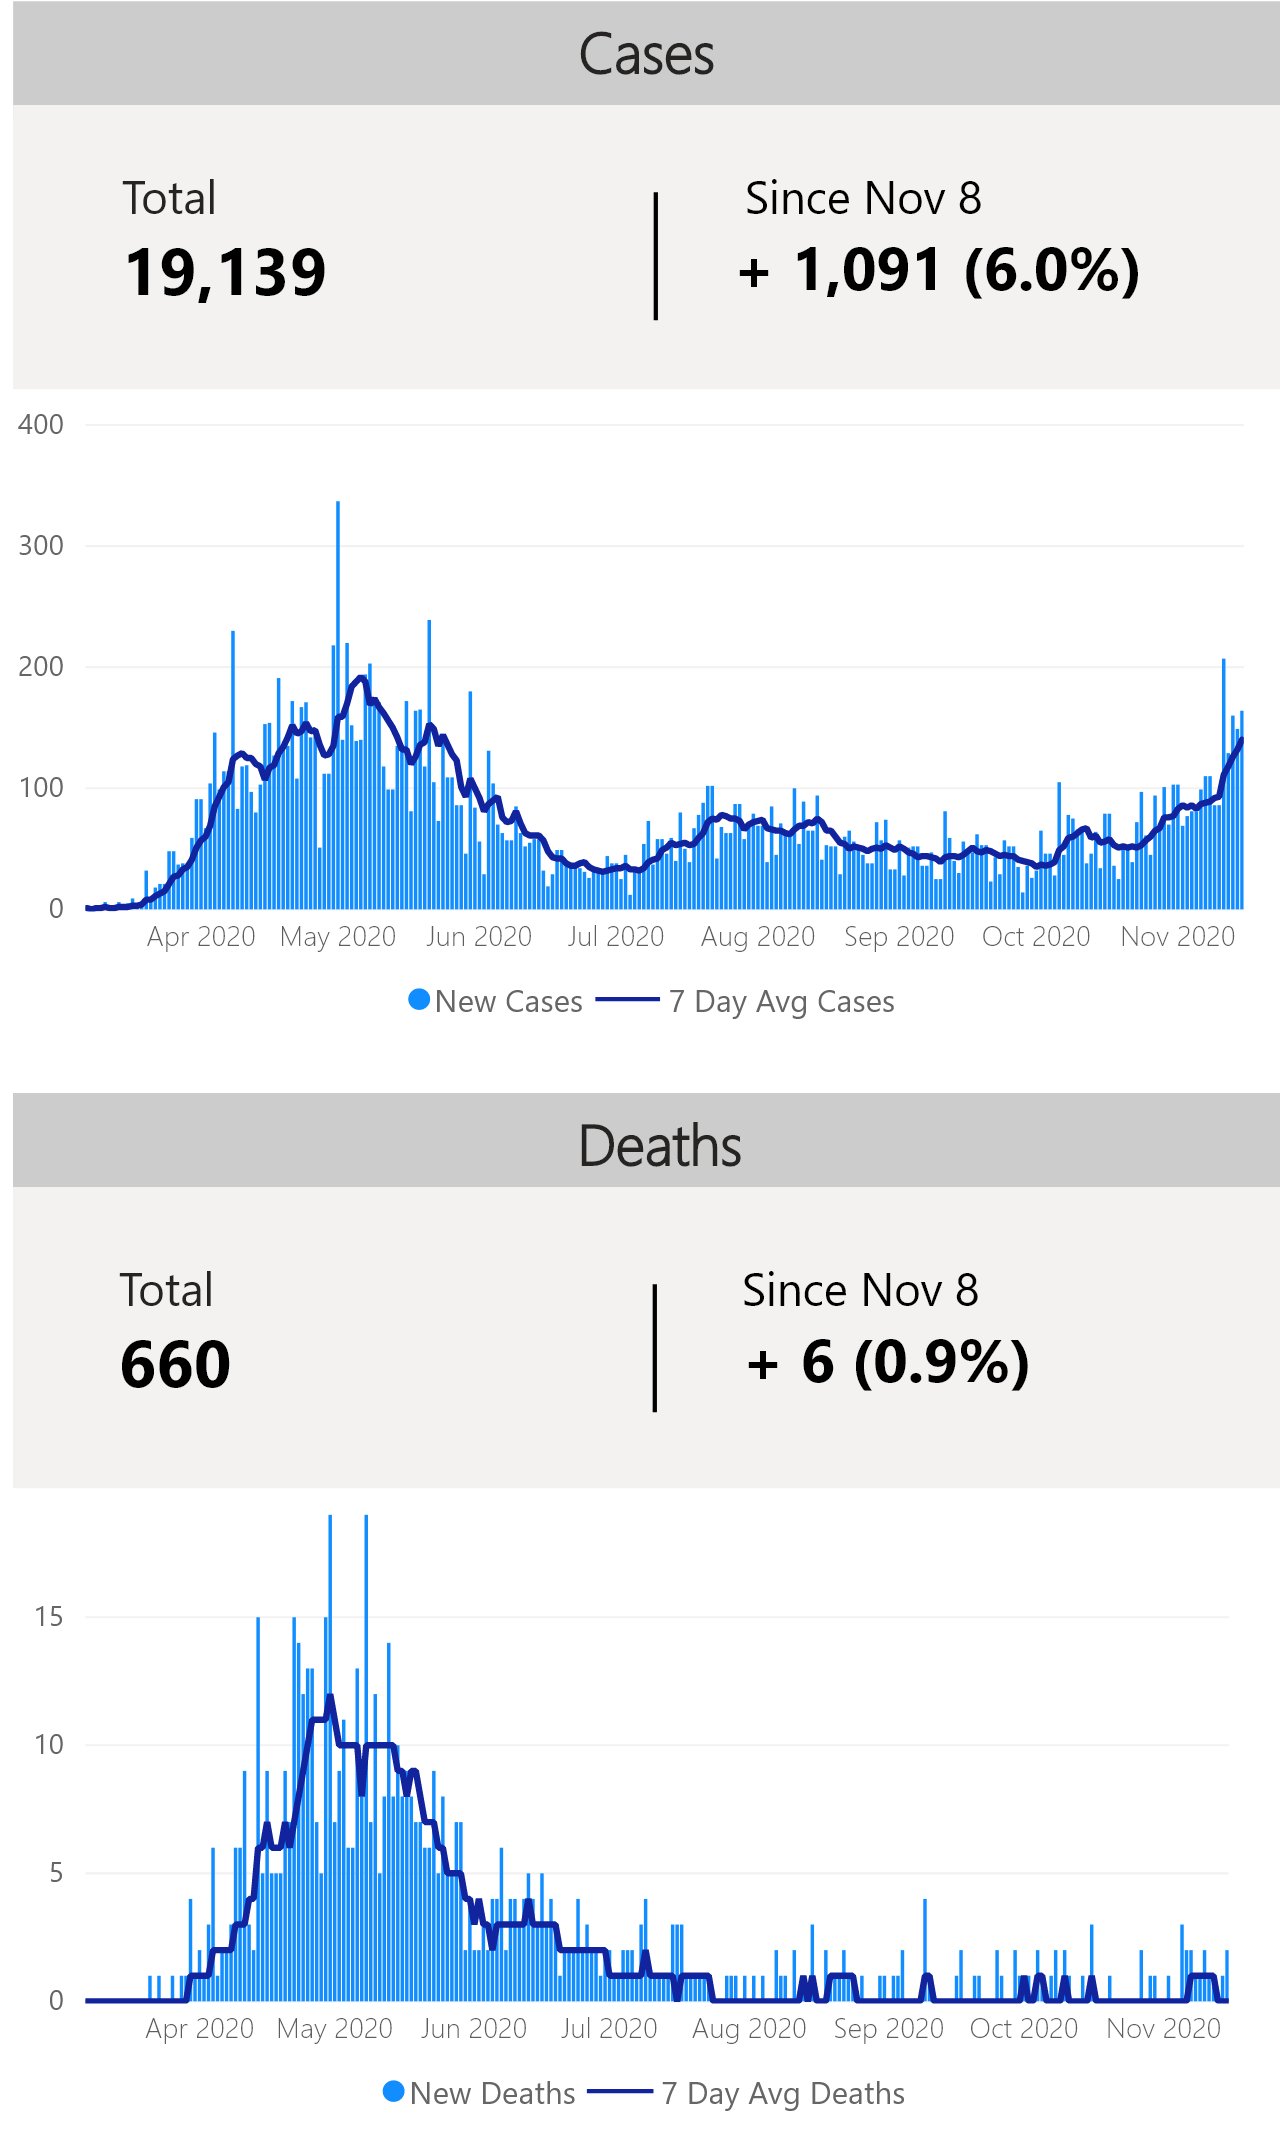 Cases
Total
Since Nov 8
19,139
+ 1,091 (6.0%)
400
300
200
100
0
Apr 2020 May 2020 Jun 2020 Jul 2020 Aug 2020 Sep 2020 Oct 2020 Nov 2020
New Cases 7 Day Avg Cases
Deaths
Total
Since Nov 8
660
+ 6 (0.9%)
15
10
5
0
Apr 2020 May 2020 Jun 2020 Jul 2020 Aug 2020 Sep 2020 Oct 2020 Nov 2020
New Deaths 7 Day Avg Deaths